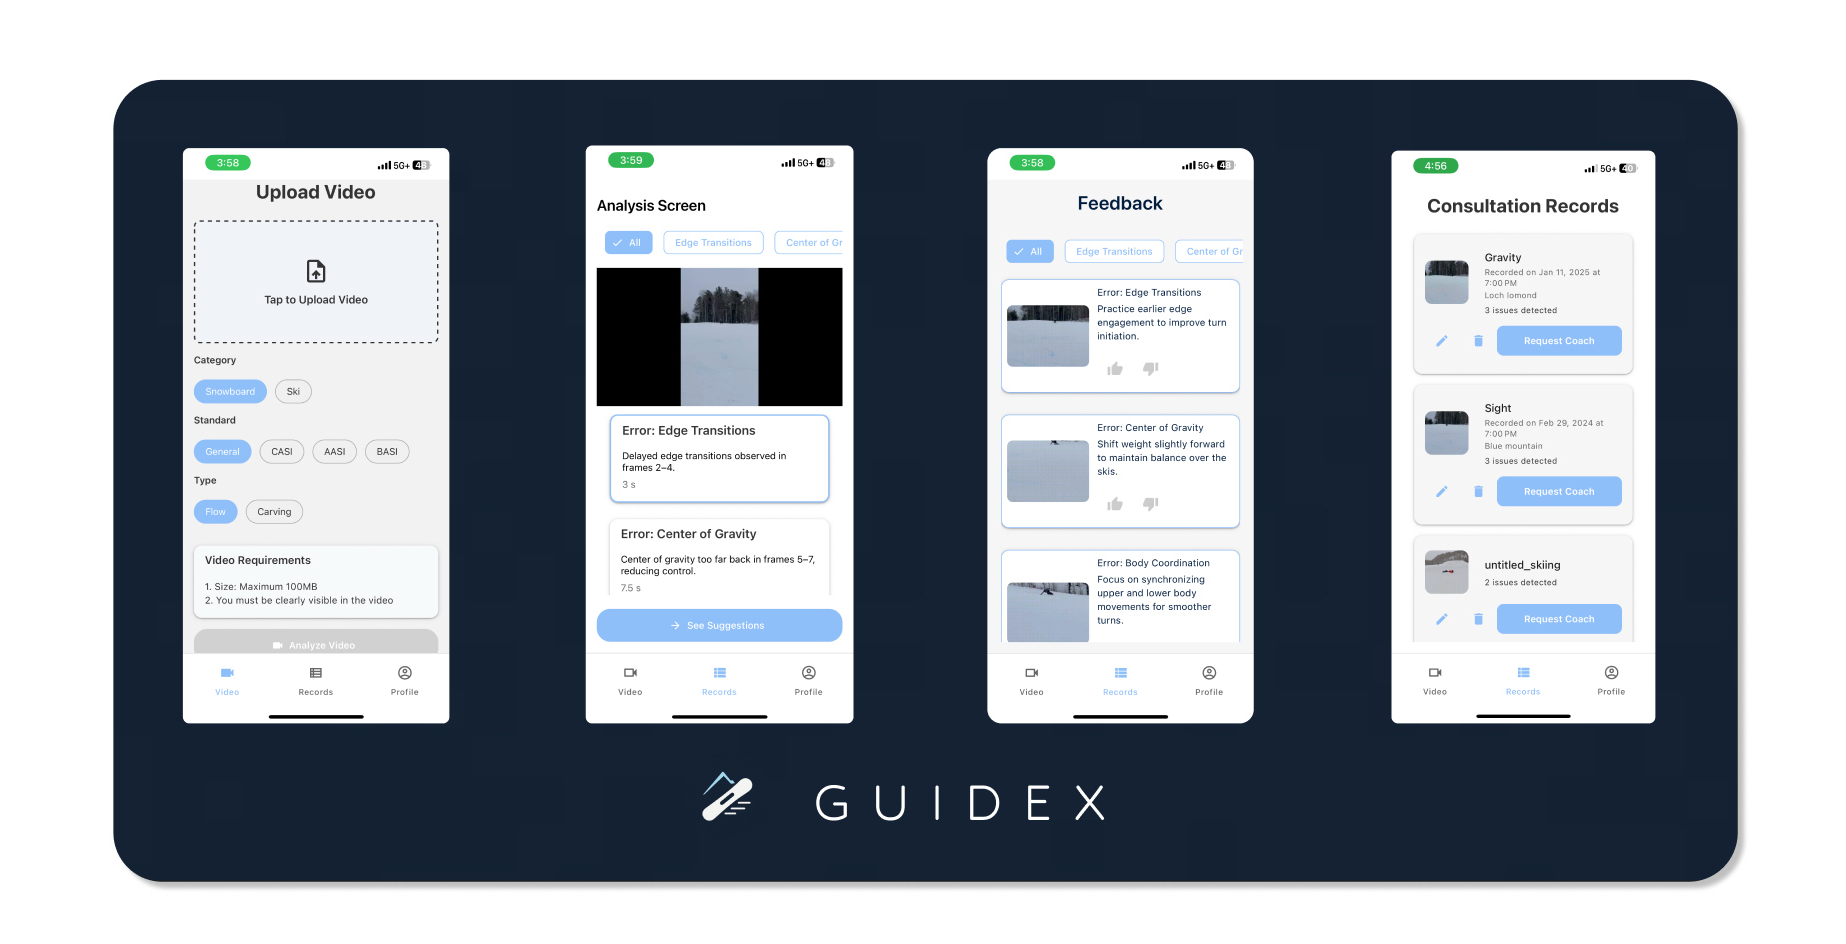 3:58
5G+ 48
Upload Video
Tap to Upload Video
Category
Snowboard
Ski
Standard
General
CASI
AASI
BASI
Type
Flow
Carving
Video Requirements
1. Size: Maximum 100MB
2. You must be clearly visible in the video
Analyze Video
Video
Records
Profile
3:59
5G+ 48
Analysis Screen
All
Edge Transitions
Center of Gr
Error: Edge Transitions
Delayed edge transitions observed in
frames 2–4.
3 s
Error: Center of Gravity
Center of gravity too far back in frames 5–7,
reducing control.
7.5 s
See Suggestions
Video
Records
Profile
3:58
5G+ 48
Feedback
All
Edge Transitions
Center of Gr
Error: Edge Transitions
Practice earlier edge
engagement to improve turn
initiation.
Error: Center of Gravity
Shift weight slightly forward
to maintain balance over the
skis.
Error: Body Coordination
Focus on synchronizing
upper and lower body
movements for smoother
turns.
Video
Records
Profile
4:56
5G+ 40
Consultation Records
Gravity
Recorded on Jan 11, 2025 at
7:00 PM
Loch lomond
3 issues detected
Request Coach
Sight
Recorded on Feb 29, 2024 at
7:00 PM
Blue mountain
3 issues detected
Request Coach
untitled_skiing
2 issues detected
Request Coach
Video
Records
Profile
GUIDEX